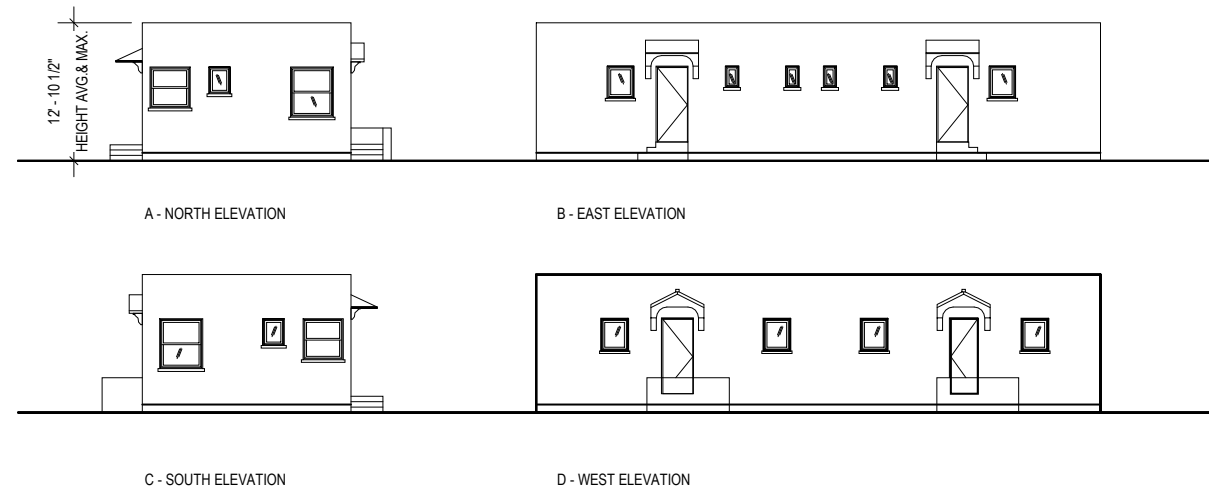 12' - 10 1/2"
HEIGHT AVG.& MAX.
A - NORTH ELEVATION
B - EAST ELEVATION
C - SOUTH ELEVATION
D - WEST ELEVATION